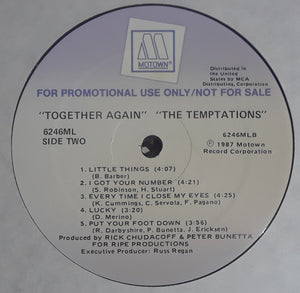 MOTOWN®
Distributed in
the United
States by MCA
Distributing, Corporation
FOR PROMOTIONAL USE ONLY/NOT FOR SALE
"TOGETHER AGAIN" "THE TEMPTATIONS"
6246ML
SIDE TWO
6246MLB
℗ 1987 Motown
Record Corporation
1. LITTLE THINGS (4:07)
(B. Barber)
2. I GOT YOUR NUMBER (4:21)
(S. Robinson, H. Stuart)
3. EVERY TIME I CLOSE MY EYES (4:25)
(K. Cummings, C. Servola, F. Pagano)
4. LUCKY (3:20)
(D. Merino)
5. PUT YOUR FOOT DOWN (3:56)
(R. Darbyshire, P. Bunetta, J. Ericksen)
Produced by RICK CHUDACOFF & PETER BUNETTA
FOR RIPE PRODUCTIONS
Executive Producer: Russ Regan